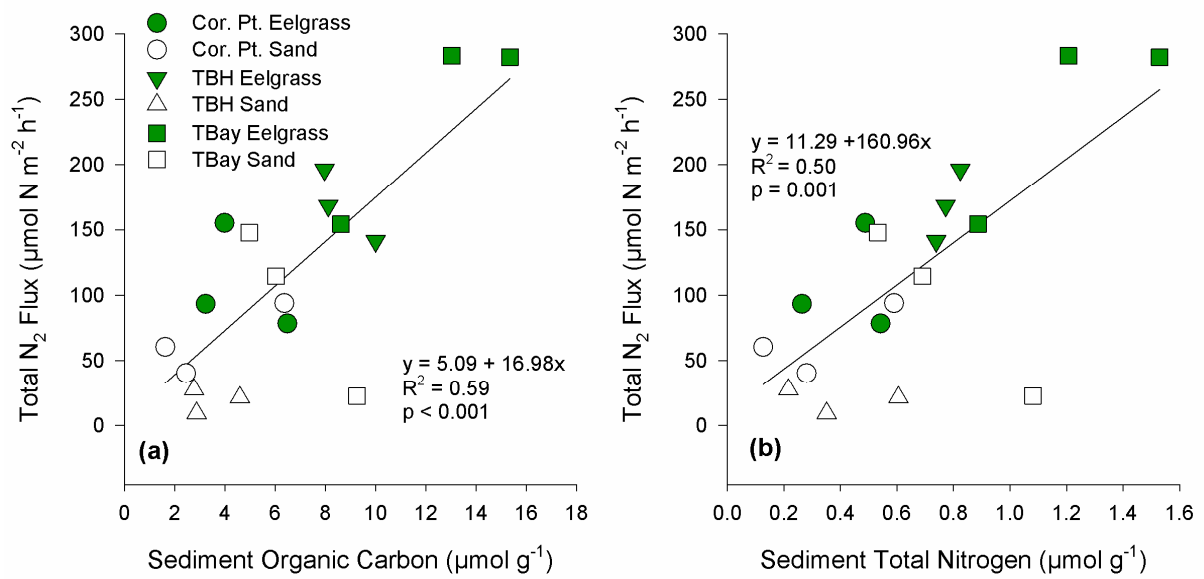 Total N2 Flux (µmol N m-2 h-1)
300
250
200
150
100
50
0
Cor. Pt. Eelgrass
Cor. Pt. Sand
TBH Eelgrass
TBH Sand
TBay Eelgrass
TBay Sand
y = 5.09 + 16.98x
R2 = 0.59
p < 0.001
(a)
0 2 4 6 8 10 12 14 16 18
Sediment Organic Carbon (µmol g-1)
Total N2 Flux (µmol N m-2 h-1)
300
250
200
150
100
50
0
y = 11.29 +160.96x
R2 = 0.50
p = 0.001
(b)
0.0 0.2 0.4 0.6 0.8 1.0 1.2 1.4 1.6
Sediment Total Nitrogen (µmol g-1)